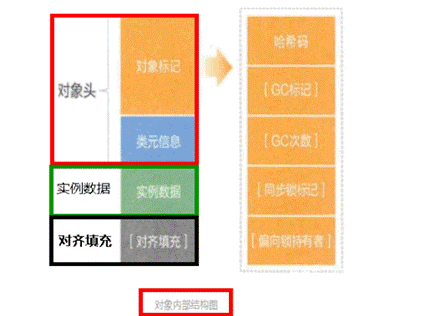 对象头
对象标记
类元信息
实例数据
实例数据
对齐填充
[ 对齐填充 ]
哈希码
[ GC标记 ]
[ GC次数 ]
[ 同步锁标记 ]
[ 偏向锁持有者 ]
对象内部结构图